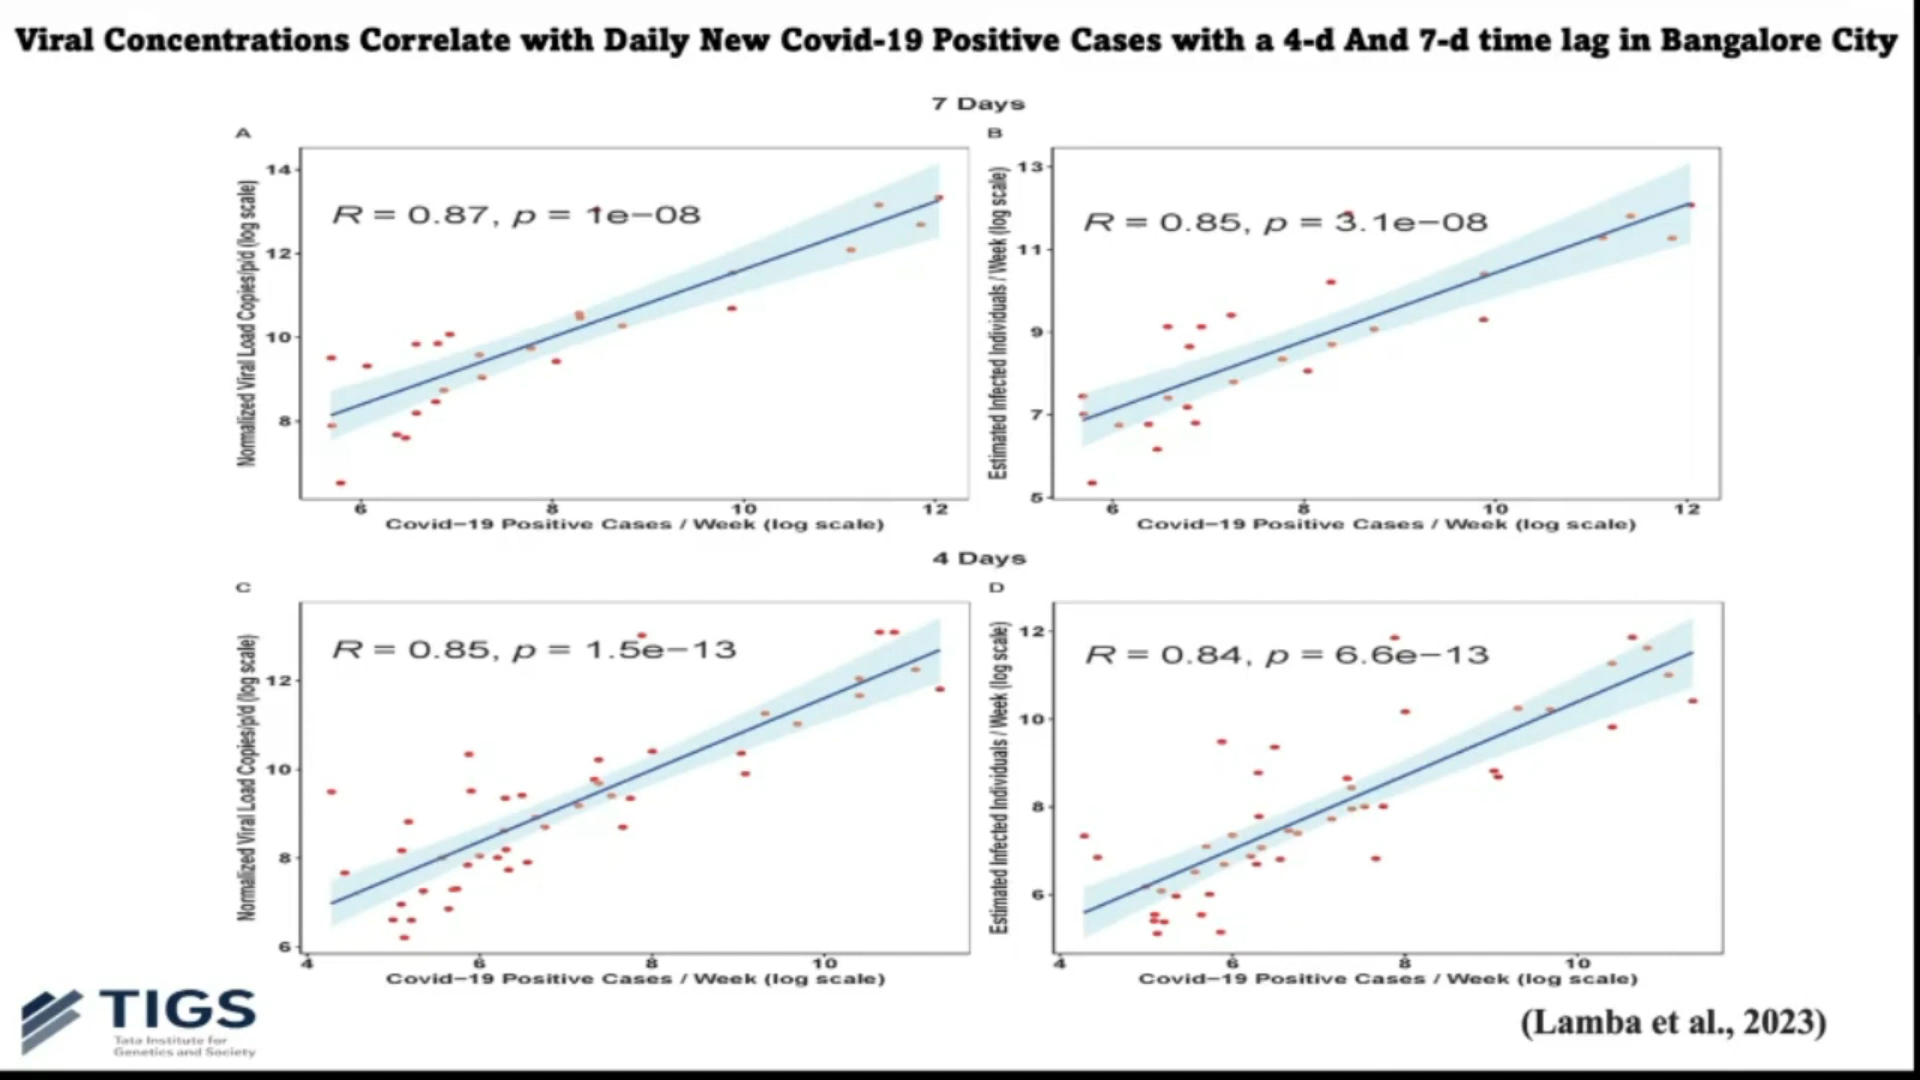 Viral Concentrations Correlate with Daily New Covid-19 Positive Cases with a 4-d And 7-d time lag in Bangalore City
7 Days
A
Normalized Viral Load Copies/p/d (log scale)
14
12
10
8
R = 0.87, p = 1e−08
6 8 10 12
Covid−19 Positive Cases / Week (log scale)
B
Estimated Infected Individuals / Week (log scale)
13
11
9
7
5
R = 0.85, p = 3.1e−08
6 8 10 12
Covid−19 Positive Cases / Week (log scale)
4 Days
C
Normalized Viral Load Copies/p/d (log scale)
12
10
8
6
R = 0.85, p = 1.5e−13
4 6 8 10
Covid−19 Positive Cases / Week (log scale)
D
Estimated Infected Individuals / Week (log scale)
12
10
8
6
R = 0.84, p = 6.6e−13
4 6 8 10
Covid−19 Positive Cases / Week (log scale)
TIGS
Tata Institute for
Genetics and Society
(Lamba et al., 2023)